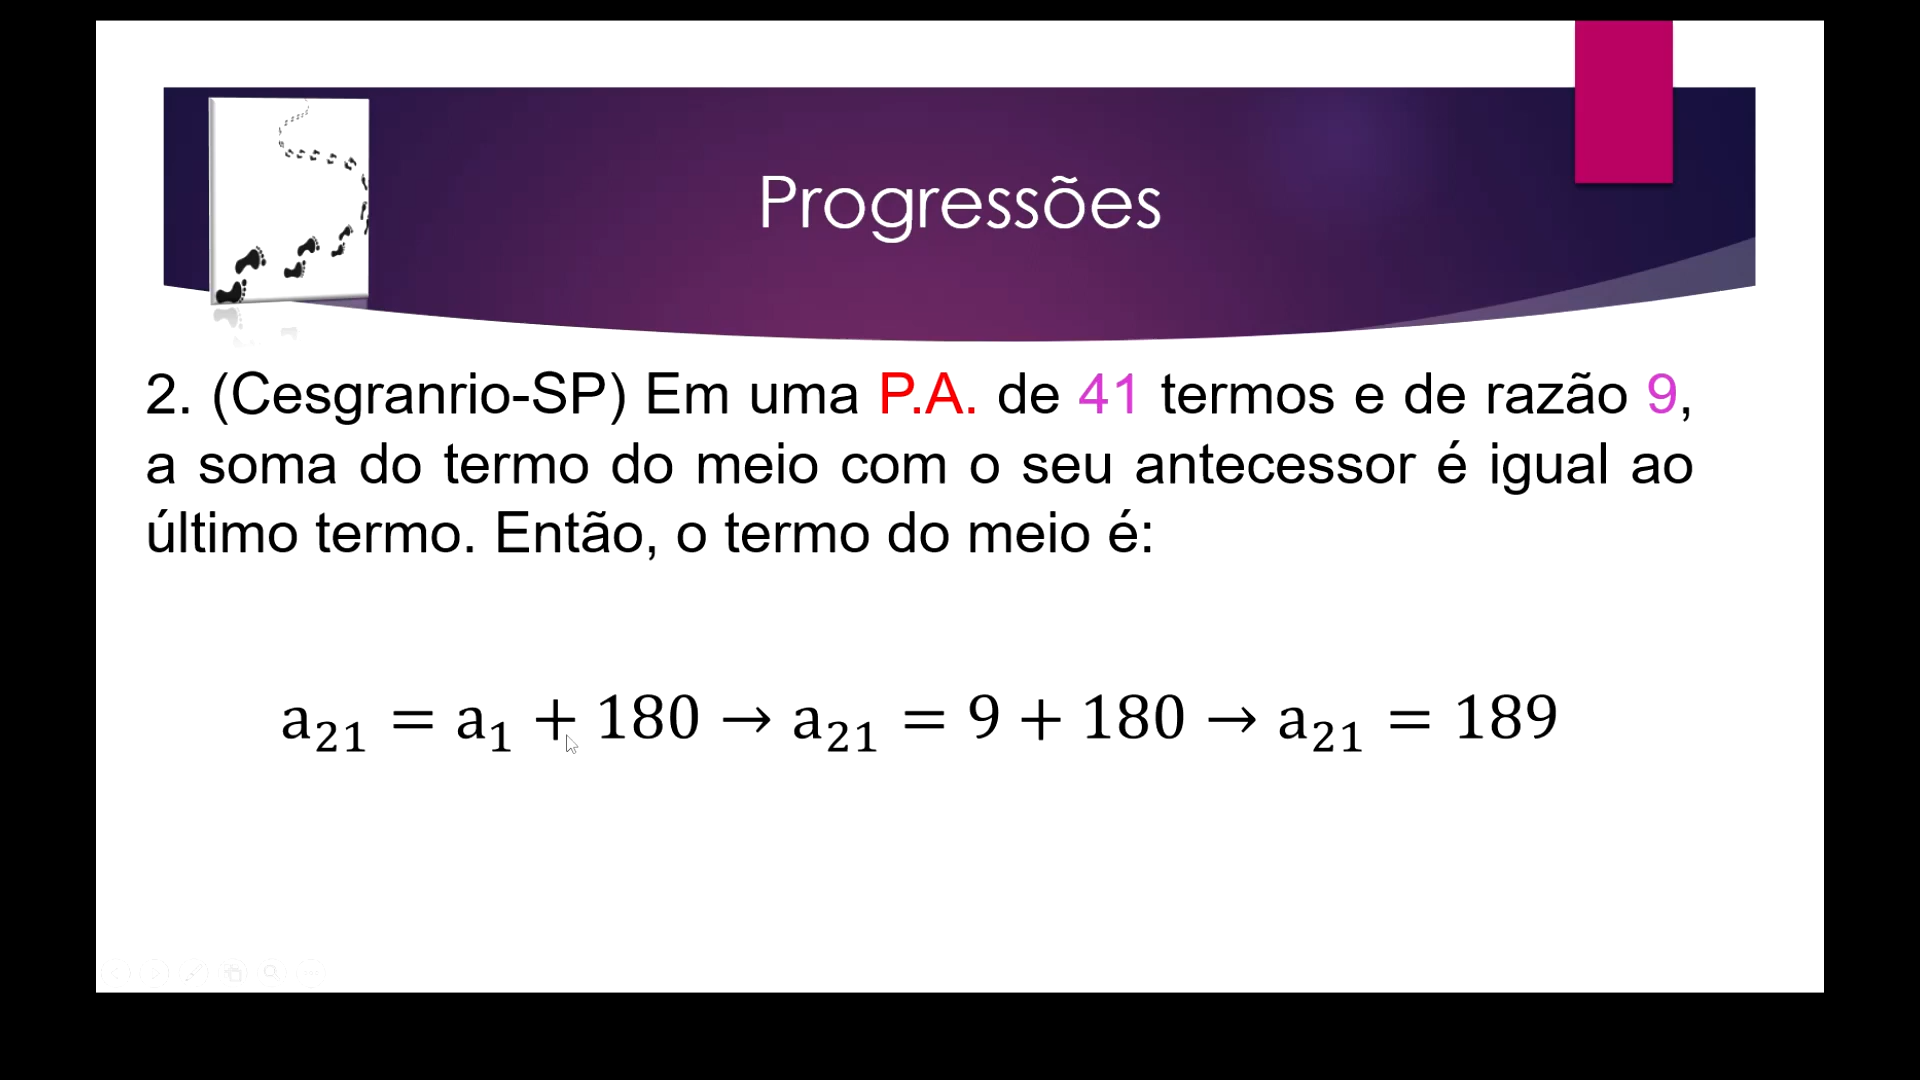 Progressões
2. (Cesgranrio-SP) Em uma P.A. de 41 termos e de razão 9,
a soma do termo do meio com o seu antecessor é igual ao
último termo. Então, o termo do meio é:
a₂₁ = a₁ + 180 → a₂₁ = 9 + 180 → a₂₁ = 189